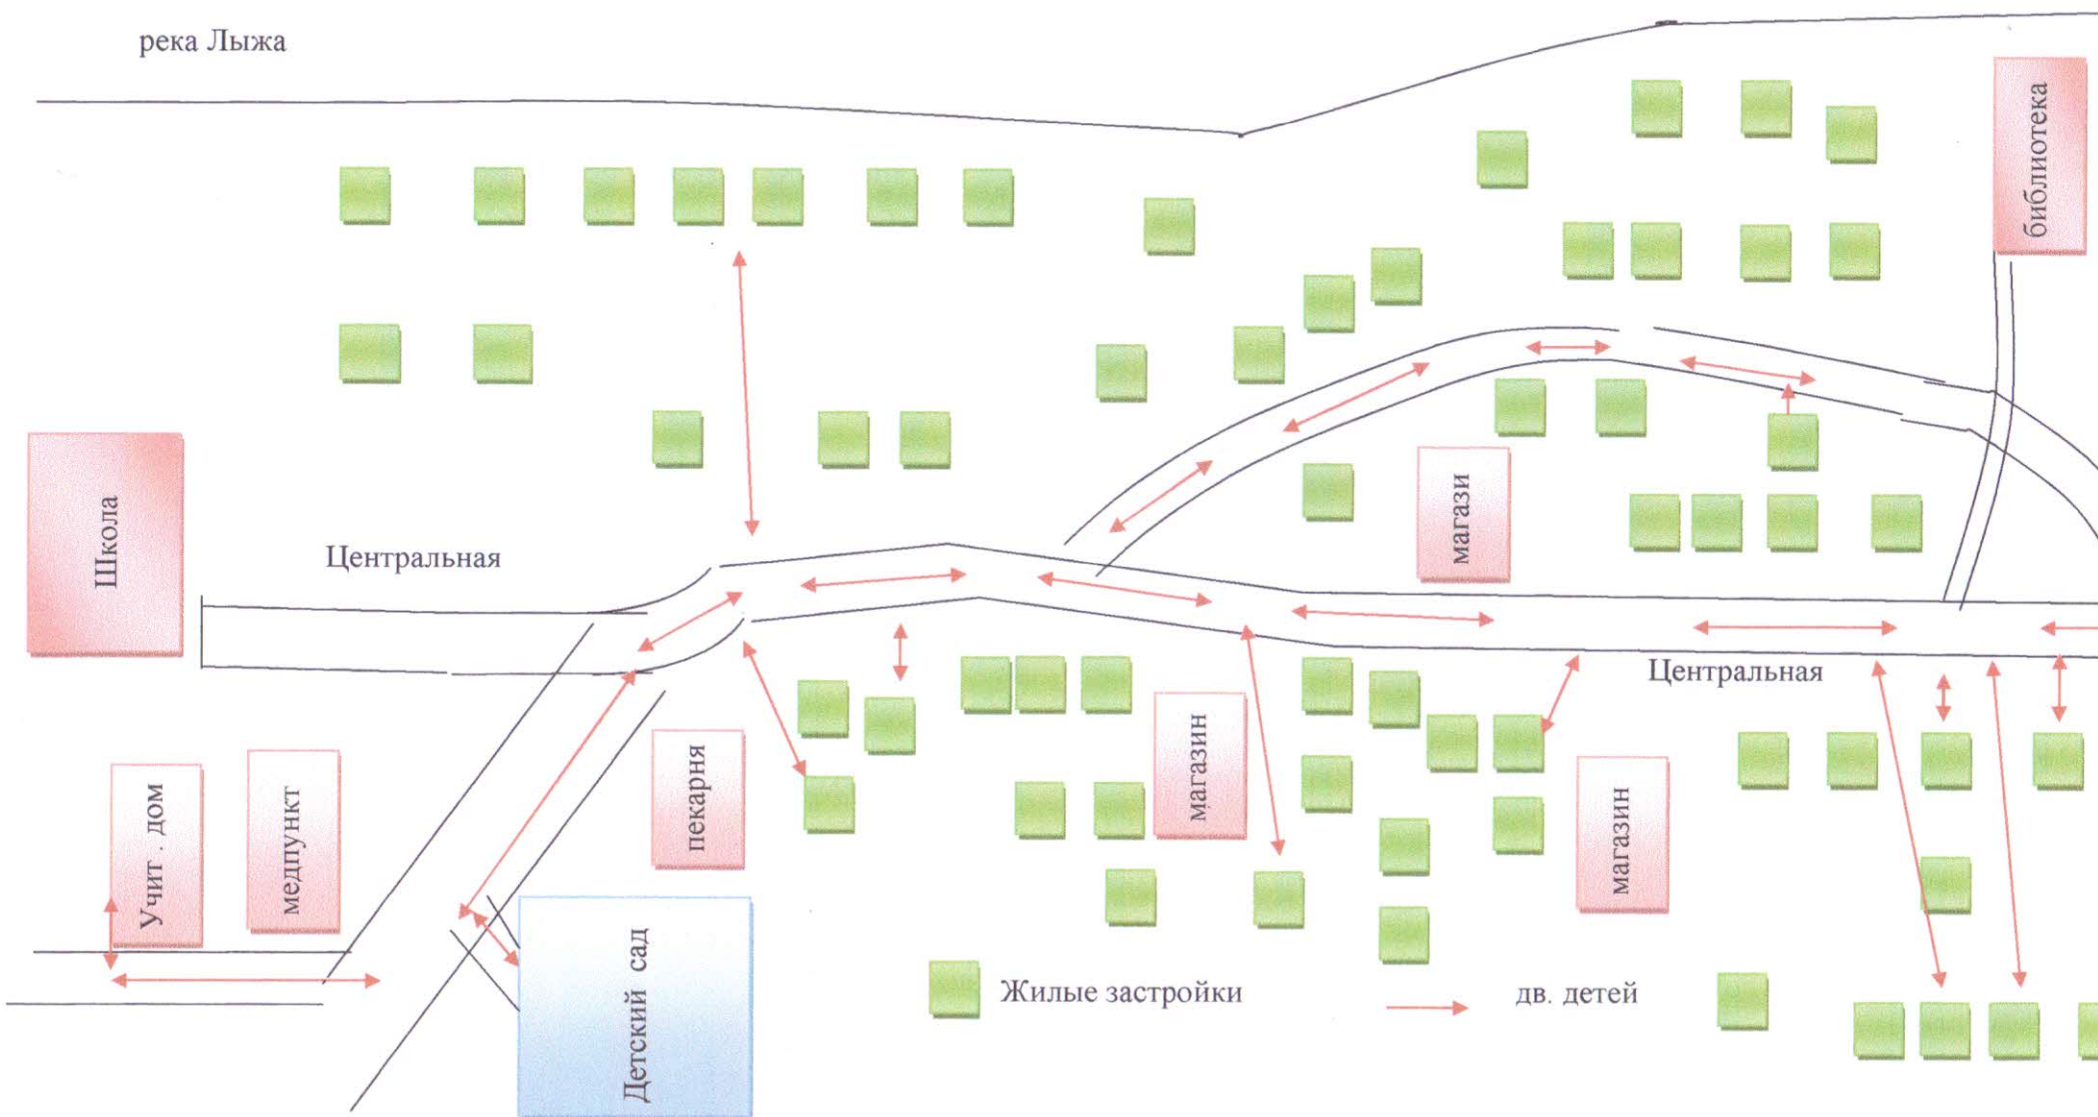 река Лыжа
библиотека
Школа
Центральная
магази
Центральная
Учит . дом
медпункт
пекарня
магазин
магазин
Детский сад
Жилые застройки
дв. детей